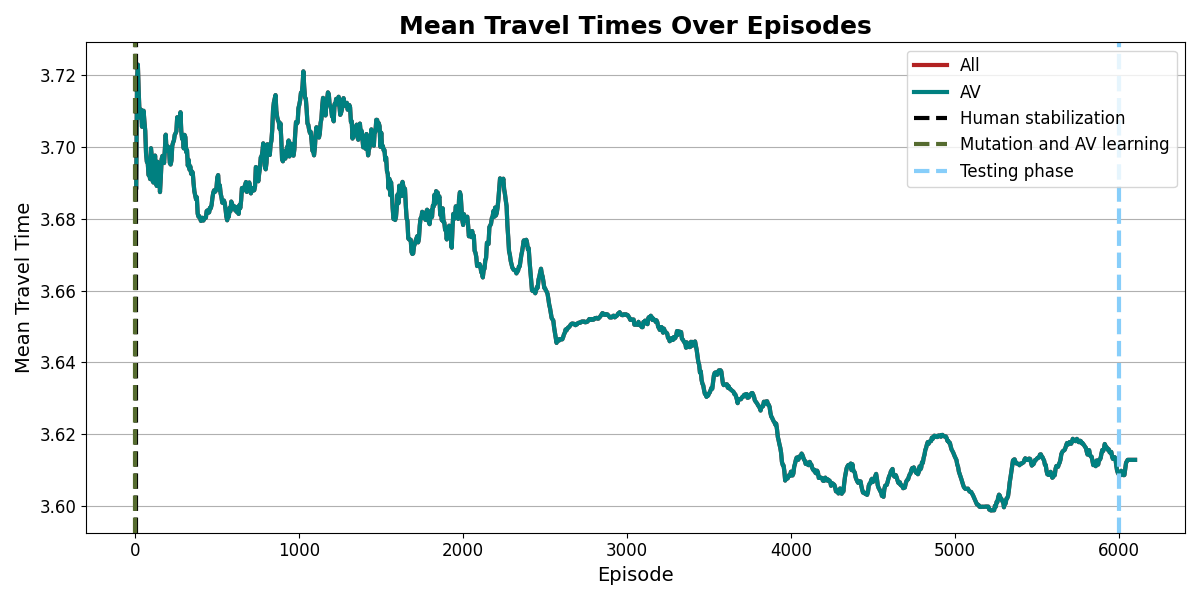 Mean Travel Times Over Episodes
Mean Travel Time
3.72
3.70
3.68
3.66
3.64
3.62
3.60
All
AV
Human stabilization
Mutation and AV learning
Testing phase
0 1000 2000 3000 4000 5000 6000
Episode